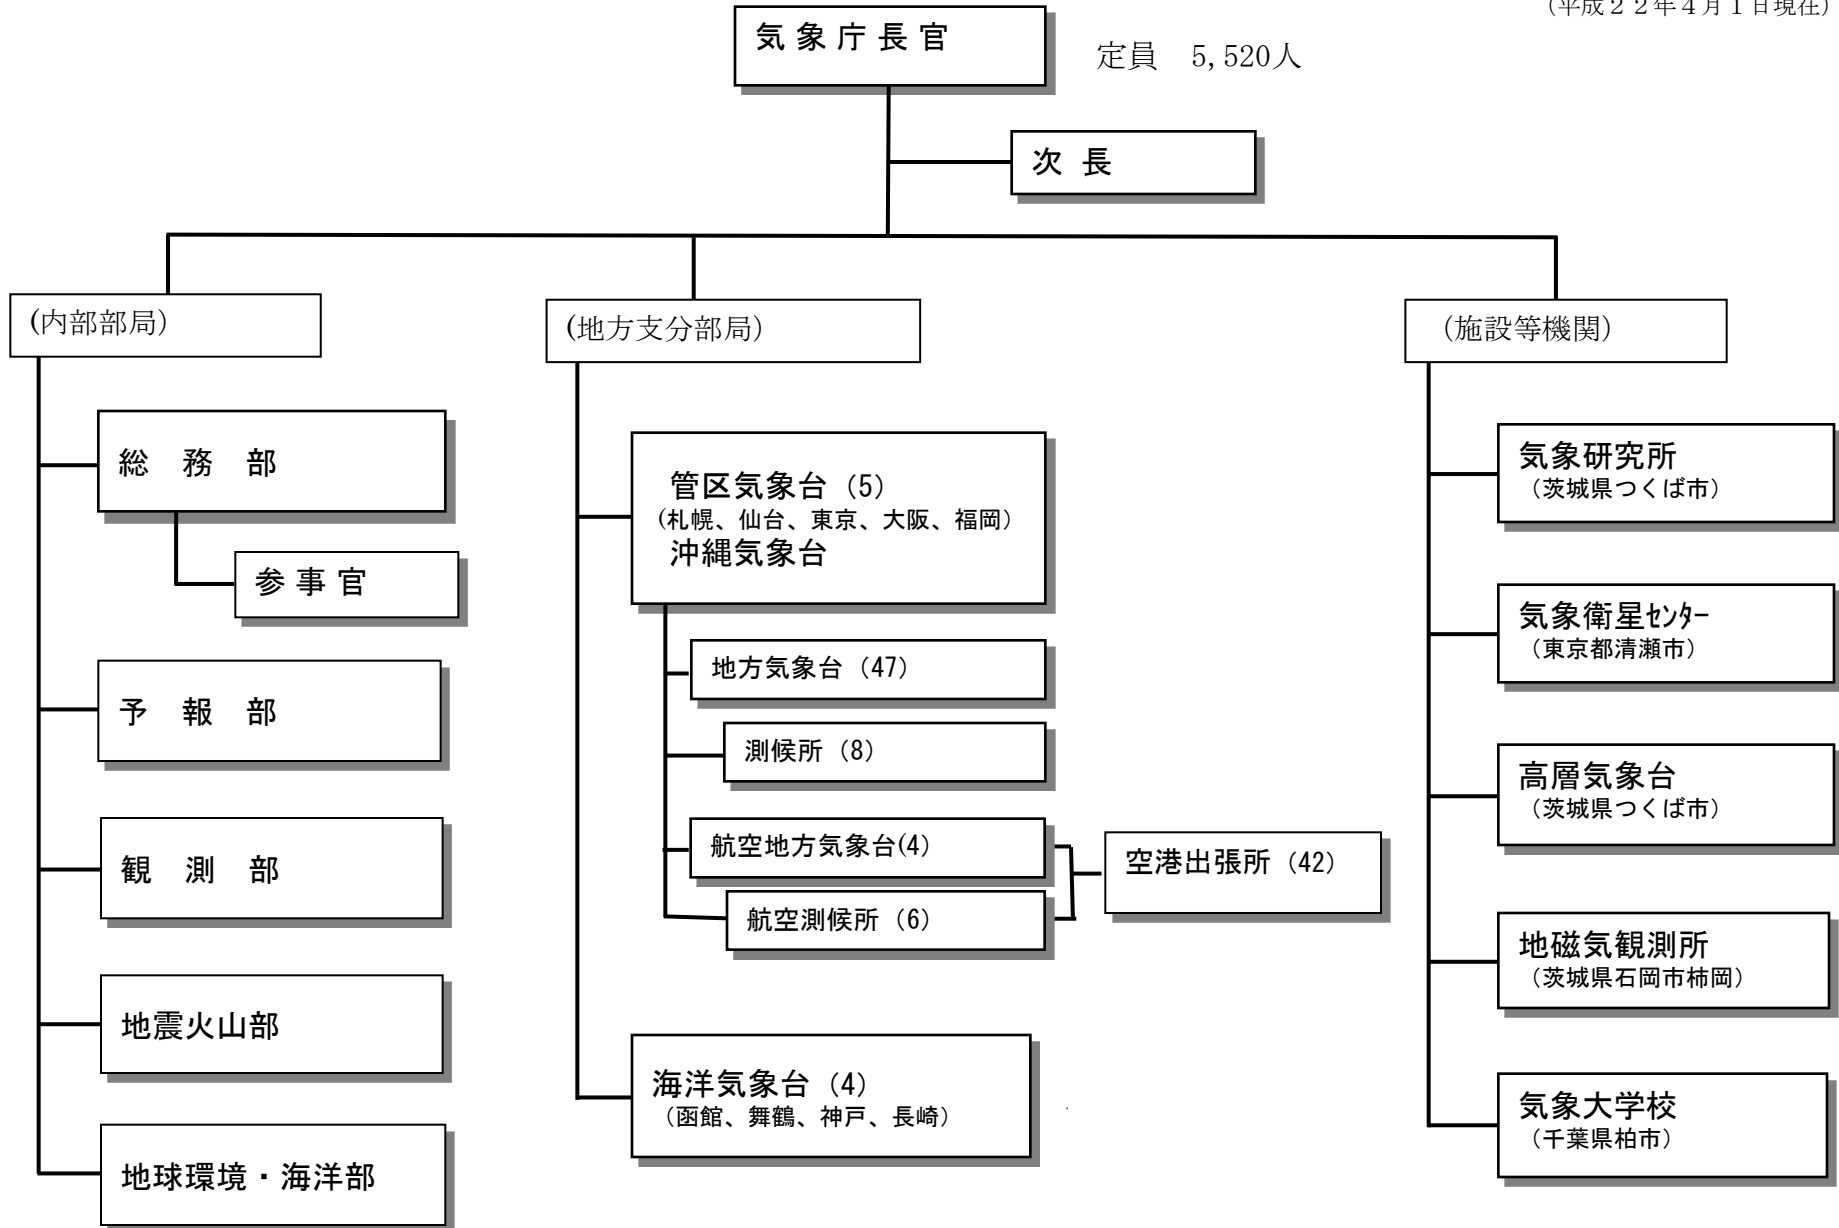 （平成２２年４月１日現在）
気象庁長官
定員　5,520人
次 長
(内部部局）
総　務　部
参 事 官
予　報　部
観　測　部
地震火山部
地球環境・海洋部
(地方支分部局）
管区気象台（5）
(札幌、仙台、東京、大阪、福岡）
沖縄気象台
地方気象台（47）
測候所（8）
航空地方気象台(4)
航空測候所（6）
空港出張所（42）
海洋気象台（4）
（函館、舞鶴、神戸、長崎）
（施設等機関）
気象研究所
（茨城県つくば市）
気象衛星ｾﾝﾀｰ
（東京都清瀬市）
高層気象台
（茨城県つくば市）
地磁気観測所
（茨城県石岡市柿岡）
気象大学校
（千葉県柏市）